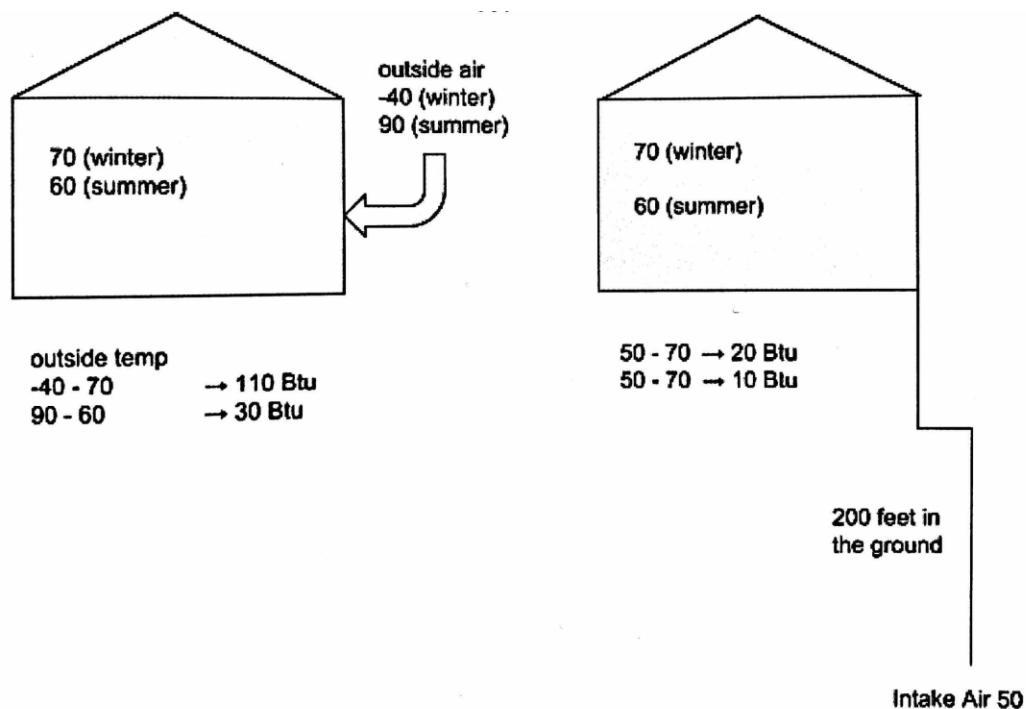 outside air
-40 (winter)
90 (summer)
70 (winter)
60 (summer)
outside temp
-40 - 70 → 110 Btu
90 - 60 → 30 Btu
70 (winter)
60 (summer)
50 - 70 → 20 Btu
50 - 70 → 10 Btu
200 feet in
the ground
Intake Air 50